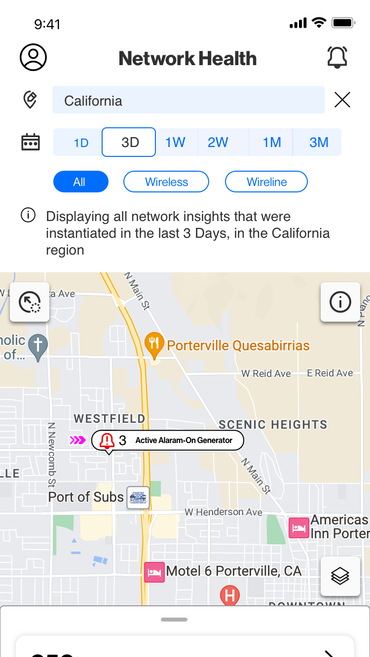 9:41
Network Health
California
1D 3D 1W 2W 1M 3M
All Wireless Wireline
Displaying all network insights that were
instantiated in the last 3 Days, in the California
region
N Main St
a Ave
Porterville Quesabirrias
holic
of...
W Reid Ave E Reid Ave
WESTFIELD
SCENIC HEIGHTS
3 Active Alaram-On Generator
N Newcomb St
LLE
N Main St
Port of Subs
W Henderson Ave
Americas
Inn Porter
Motel 6 Porterville, CA
H
DOWNTOWN